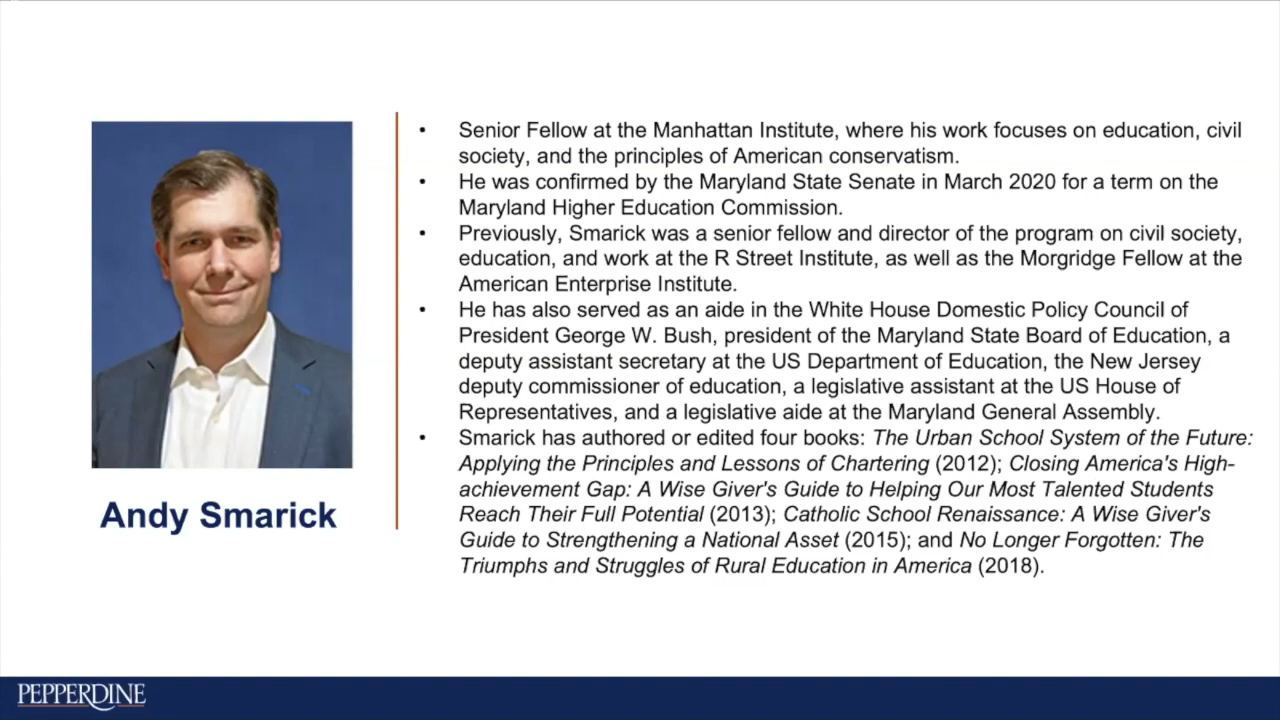 • Senior Fellow at the Manhattan Institute, where his work focuses on education, civil
society, and the principles of American conservatism.
• He was confirmed by the Maryland State Senate in March 2020 for a term on the
Maryland Higher Education Commission.
• Previously, Smarick was a senior fellow and director of the program on civil society,
education, and work at the R Street Institute, as well as the Morgridge Fellow at the
American Enterprise Institute.
• He has also served as an aide in the White House Domestic Policy Council of
President George W. Bush, president of the Maryland State Board of Education, a
deputy assistant secretary at the US Department of Education, the New Jersey
deputy commissioner of education, a legislative assistant at the US House of
Representatives, and a legislative aide at the Maryland General Assembly.
• Smarick has authored or edited four books: The Urban School System of the Future:
Applying the Principles and Lessons of Chartering (2012); Closing America's High-
achievement Gap: A Wise Giver's Guide to Helping Our Most Talented Students
Reach Their Full Potential (2013); Catholic School Renaissance: A Wise Giver's
Guide to Strengthening a National Asset (2015); and No Longer Forgotten: The
Triumphs and Struggles of Rural Education in America (2018).
Andy Smarick
PEPPERDINE